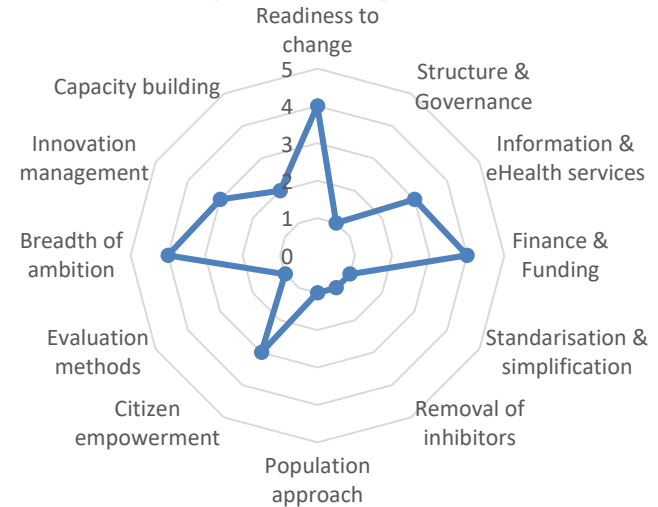 Readiness to
change
Structure &
Governance
Information &
eHealth services
Finance &
Funding
Standarisation &
simplification
Removal of
inhibitors
Population
approach
Citizen
empowerment
Evaluation
methods
Breadth of
ambition
Innovation
management
Capacity building
5
4
3
2
1
0